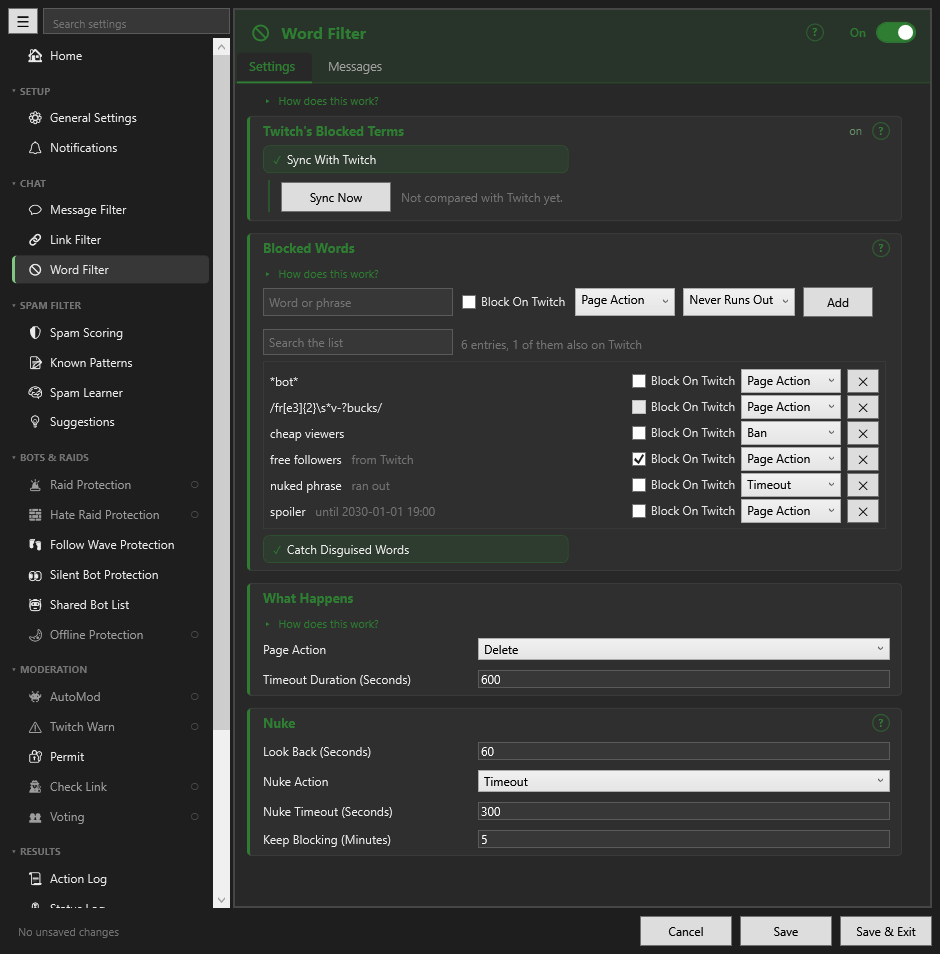 ☰ Search settings
Home
SETUP
General Settings
Notifications
CHAT
Message Filter
Link Filter
Word Filter
SPAM FILTER
Spam Scoring
Known Patterns
Spam Learner
Suggestions
BOTS & RAIDS
Raid Protection
Hate Raid Protection
Follow Wave Protection
Silent Bot Protection
Shared Bot List
Offline Protection
MODERATION
AutoMod
Twitch Warn
Permit
Check Link
Voting
RESULTS
Action Log
Status Log
No unsaved changes
Word Filter ? On
Settings Messages
How does this work?
Twitch's Blocked Terms on ?
✓ Sync With Twitch
Sync Now Not compared with Twitch yet.
Blocked Words ?
How does this work?
Word or phrase Block On Twitch Page Action Never Runs Out Add
Search the list 6 entries, 1 of them also on Twitch
*bot* Block On Twitch Page Action ✕
/fr[e3]{2}\s*v-?bucks/ Block On Twitch Page Action ✕
cheap viewers Block On Twitch Ban ✕
free followers from Twitch ✓ Block On Twitch Page Action ✕
nuked phrase ran out Block On Twitch Timeout ✕
spoiler until 2030-01-01 19:00 Block On Twitch Page Action ✕
✓ Catch Disguised Words
What Happens
How does this work?
Page Action Delete
Timeout Duration (Seconds) 600
Nuke ?
Look Back (Seconds) 60
Nuke Action Timeout
Nuke Timeout (Seconds) 300
Keep Blocking (Minutes) 5
Cancel Save Save & Exit